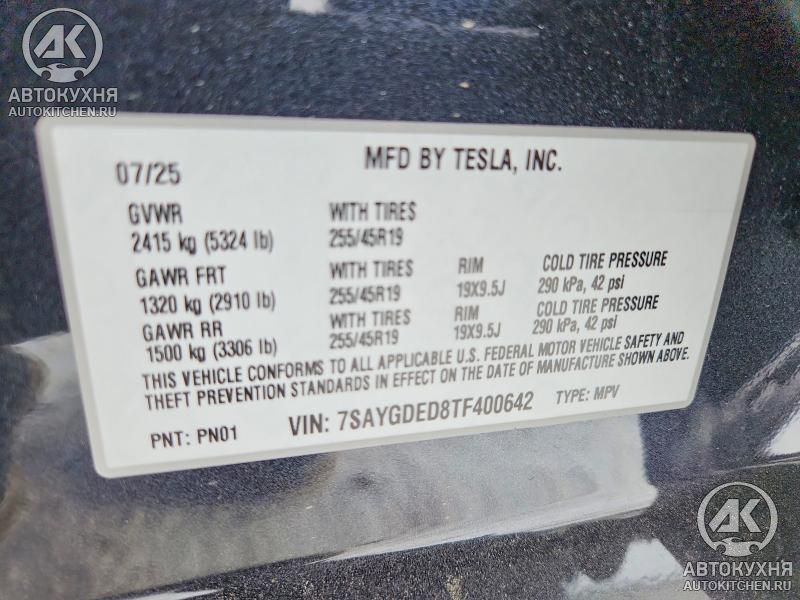 AK
АВТОКУХНЯ
AUTOKITCHEN.RU
07/25
MFD BY TESLA, INC.
GVWR WITH TIRES
2415 kg (5324 lb) 255/45R19
GAWR FRT WITH TIRES RIM COLD TIRE PRESSURE
1320 kg (2910 lb) 255/45R19 19X9.5J 290 kPa, 42 psi
GAWR RR WITH TIRES RIM COLD TIRE PRESSURE
1500 kg (3306 lb) 255/45R19 19X9.5J 290 kPa, 42 psi
THIS VEHICLE CONFORMS TO ALL APPLICABLE U.S. FEDERAL MOTOR VEHICLE SAFETY AND
THEFT PREVENTION STANDARDS IN EFFECT ON THE DATE OF MANUFACTURE SHOWN ABOVE.
PNT: PN01 VIN: 7SAYGDED8TF400642 TYPE: MPV
AK
АВТОКУХНЯ
AUTOKITCHEN.RU